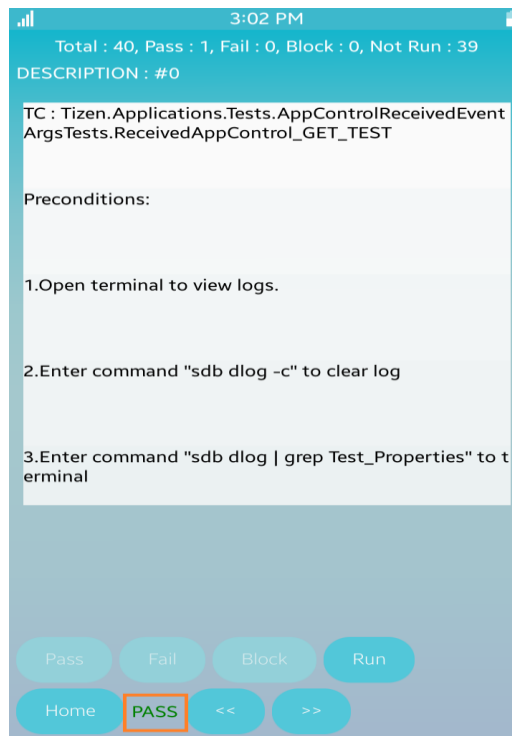 3:02 PM
Total : 40, Pass : 1, Fail : 0, Block : 0, Not Run : 39
DESCRIPTION : #0
TC : Tizen.Applications.Tests.AppControlReceivedEvent
ArgsTests.ReceivedAppControl_GET_TEST
Preconditions:
1.Open terminal to view logs.
2.Enter command "sdb dlog -c" to clear log
3.Enter command "sdb dlog | grep Test_Properties" to t
erminal
Pass Fail Block Run
Home PASS << >>